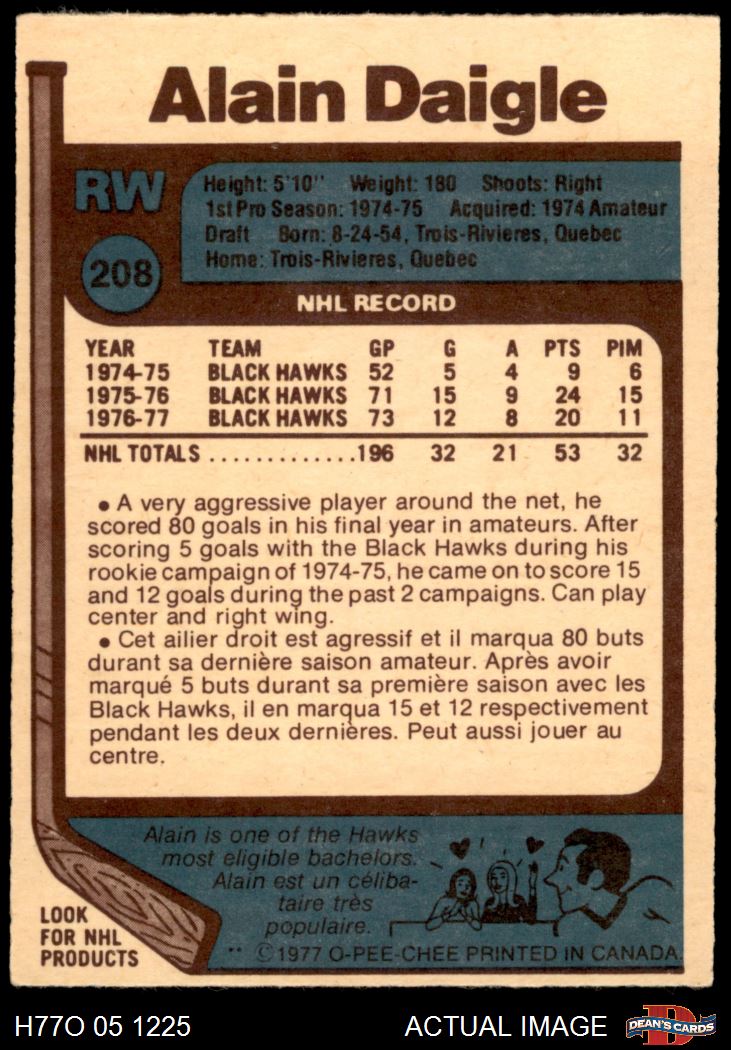 Alain Daigle
RW
Height: 5'10" Weight: 180 Shoots: Right
1st Pro Season: 1974-75 Acquired: 1974 Amateur
Draft Born: 8-24-54, Trois-Rivieres, Quebec
Home: Trois-Rivieres, Quebec
208
NHL RECORD
YEAR TEAM GP G A PTS PIM
1974-75 BLACK HAWKS 52 5 4 9 6
1975-76 BLACK HAWKS 71 15 9 24 15
1976-77 BLACK HAWKS 73 12 8 20 11
NHL TOTALS .............196 32 21 53 32
• A very aggressive player around the net, he
scored 80 goals in his final year in amateurs. After
scoring 5 goals with the Black Hawks during his
rookie campaign of 1974-75, he came on to score 15
and 12 goals during the past 2 campaigns. Can play
center and right wing.
• Cet ailier droit est agressif et il marqua 80 buts
durant sa dernière saison amateur. Après avoir
marqué 5 buts durant sa première saison avec les
Black Hawks, il en marqua 15 et 12 respectivement
pendant les deux dernières. Peut aussi jouer au
centre.
Alain is one of the Hawks
most eligible bachelors.
Alain est un céliba-
taire très
populaire.
LOOK
FOR NHL
PRODUCTS
** ©1977 O-PEE-CHEE PRINTED IN CANADA.
H77O 05 1225 ACTUAL IMAGE DEAN'S CARDS